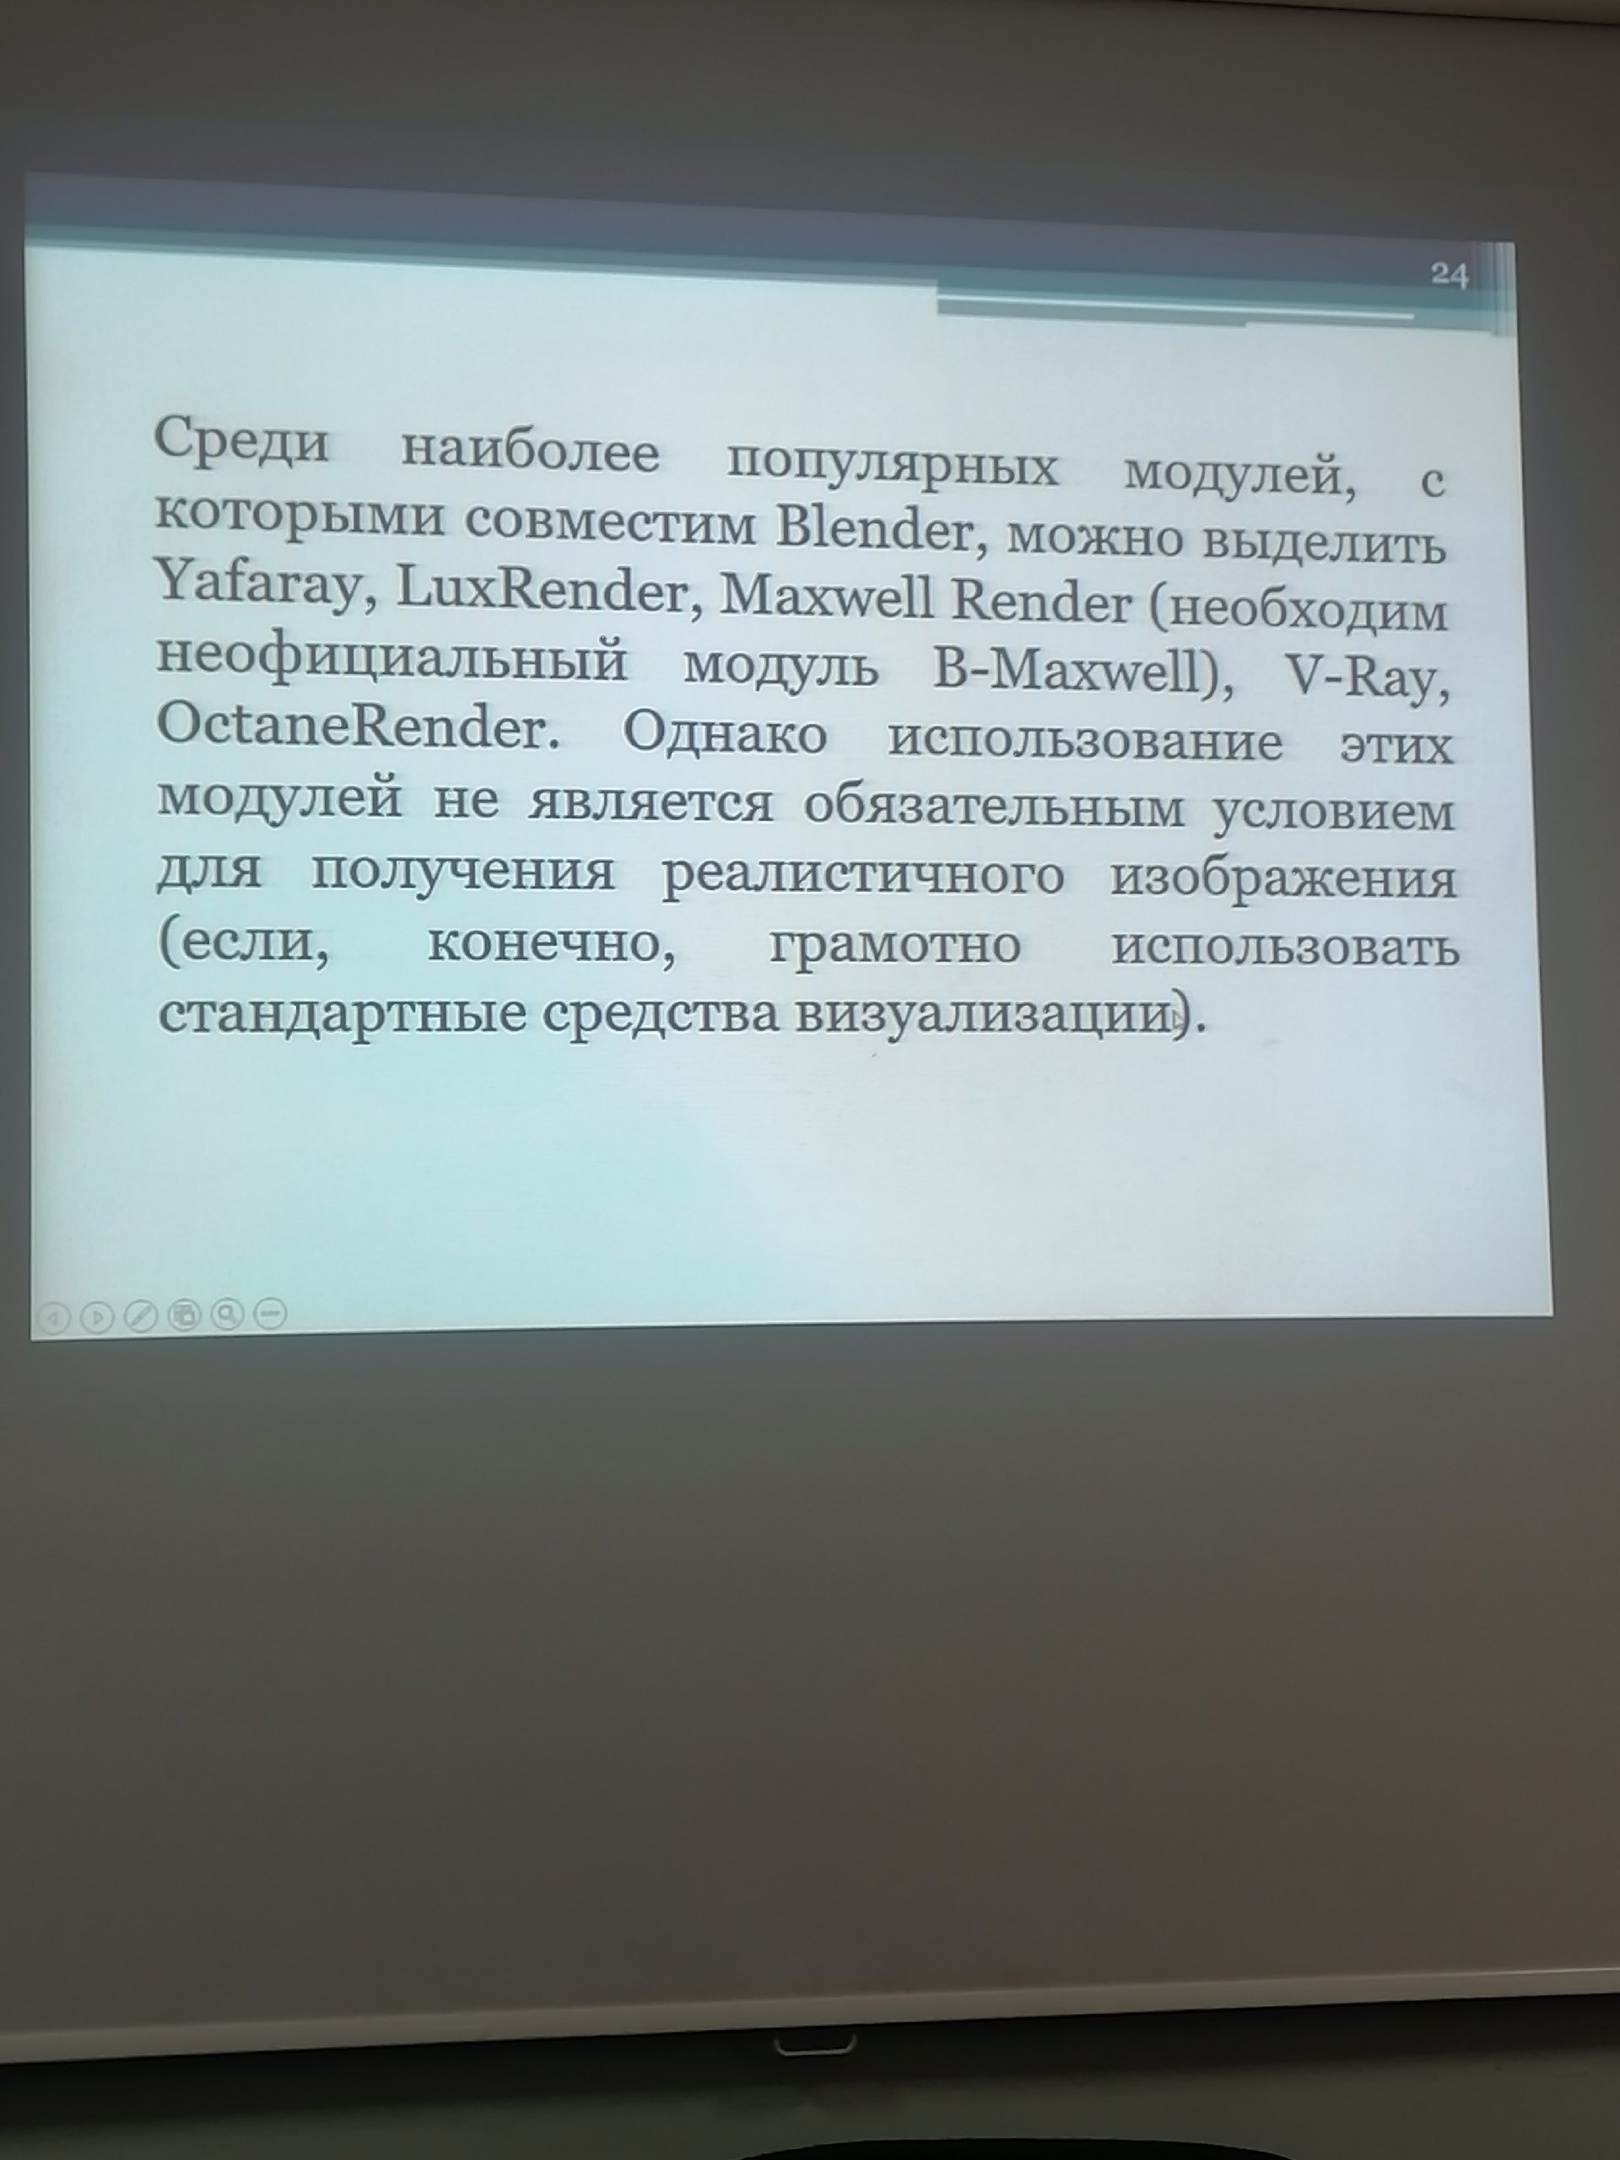 24
Среди наиболее популярных модулей, с
которыми совместим Blender, можно выделить
Yafaray, LuxRender, Maxwell Render (необходим
неофициальный модуль B-Maxwell), V-Ray,
OctaneRender. Однако использование этих
модулей не является обязательным условием
для получения реалистичного изображения
(если, конечно, грамотно использовать
стандартные средства визуализации).